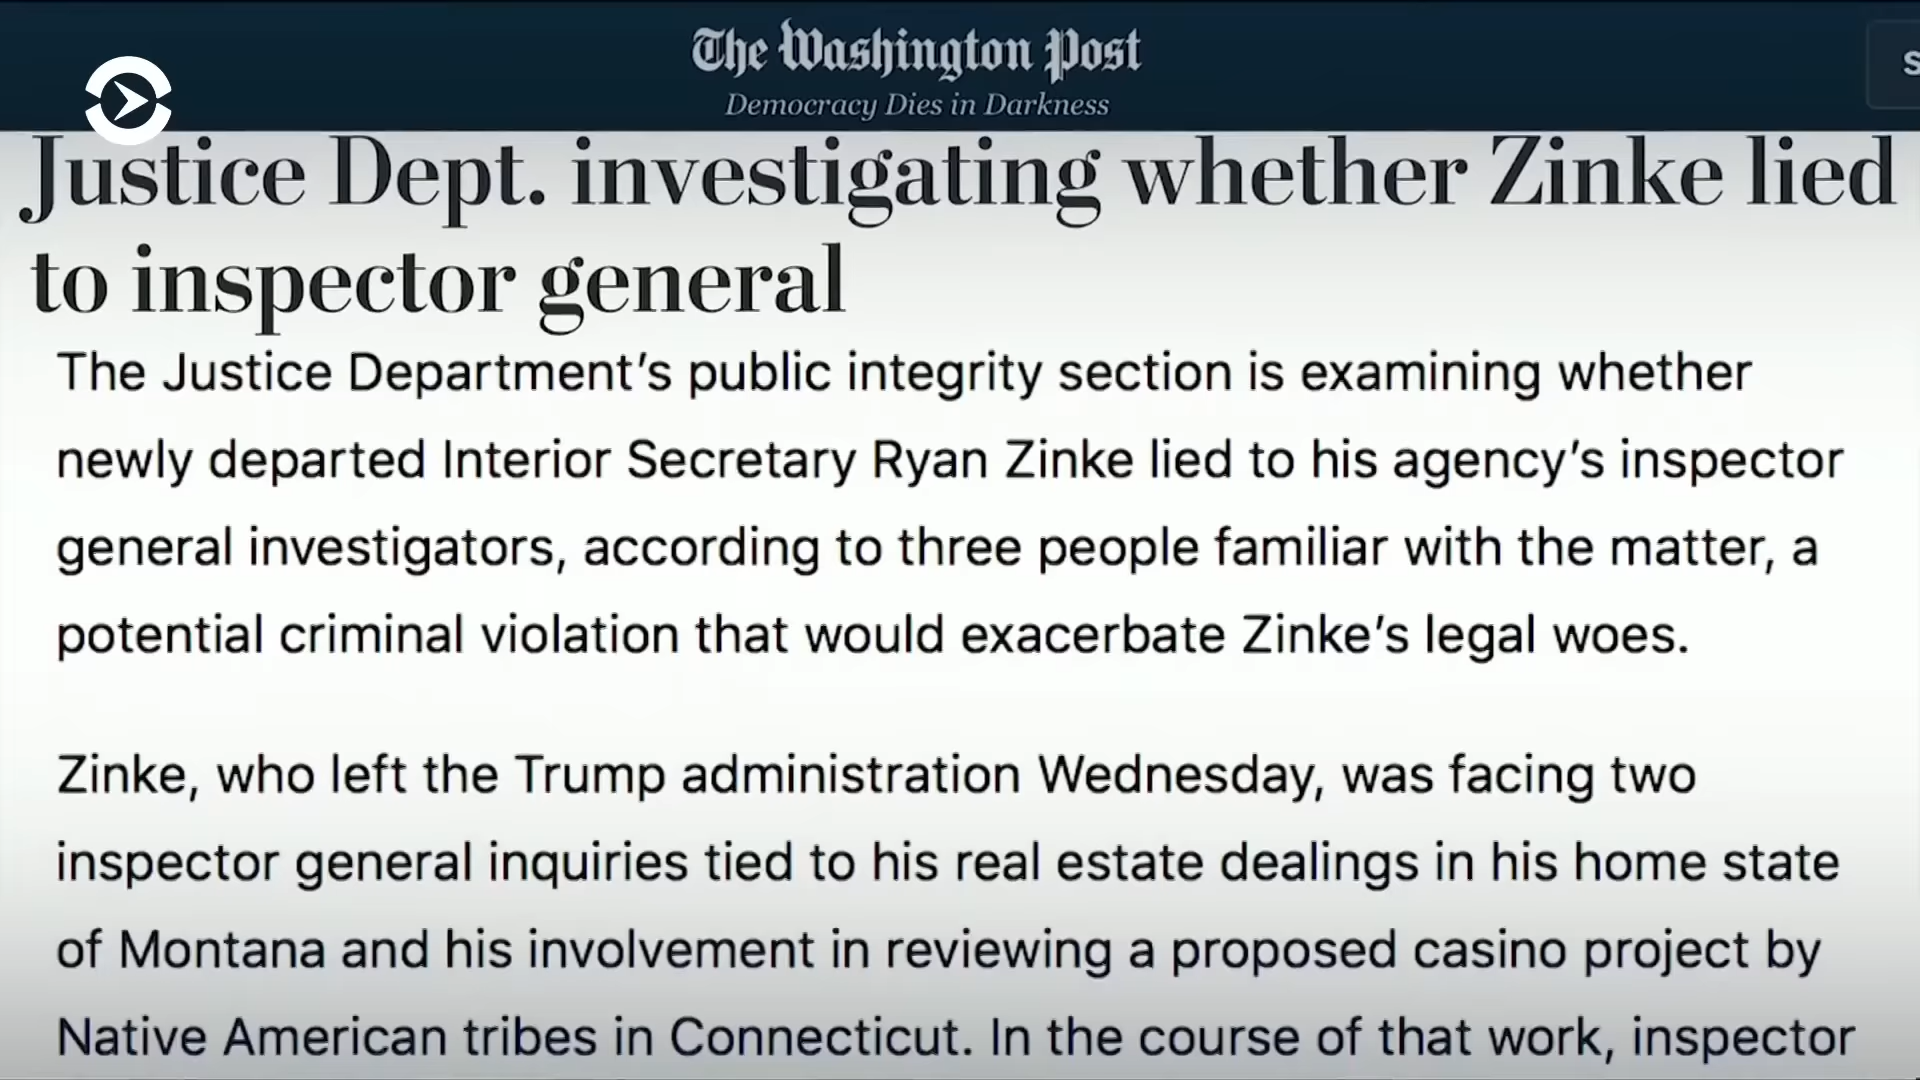 The Washington Post
Democracy Dies in Darkness
S
Justice Dept. investigating whether Zinke lied
to inspector general
The Justice Department’s public integrity section is examining whether
newly departed Interior Secretary Ryan Zinke lied to his agency’s inspector
general investigators, according to three people familiar with the matter, a
potential criminal violation that would exacerbate Zinke’s legal woes.
Zinke, who left the Trump administration Wednesday, was facing two
inspector general inquiries tied to his real estate dealings in his home state
of Montana and his involvement in reviewing a proposed casino project by
Native American tribes in Connecticut. In the course of that work, inspector